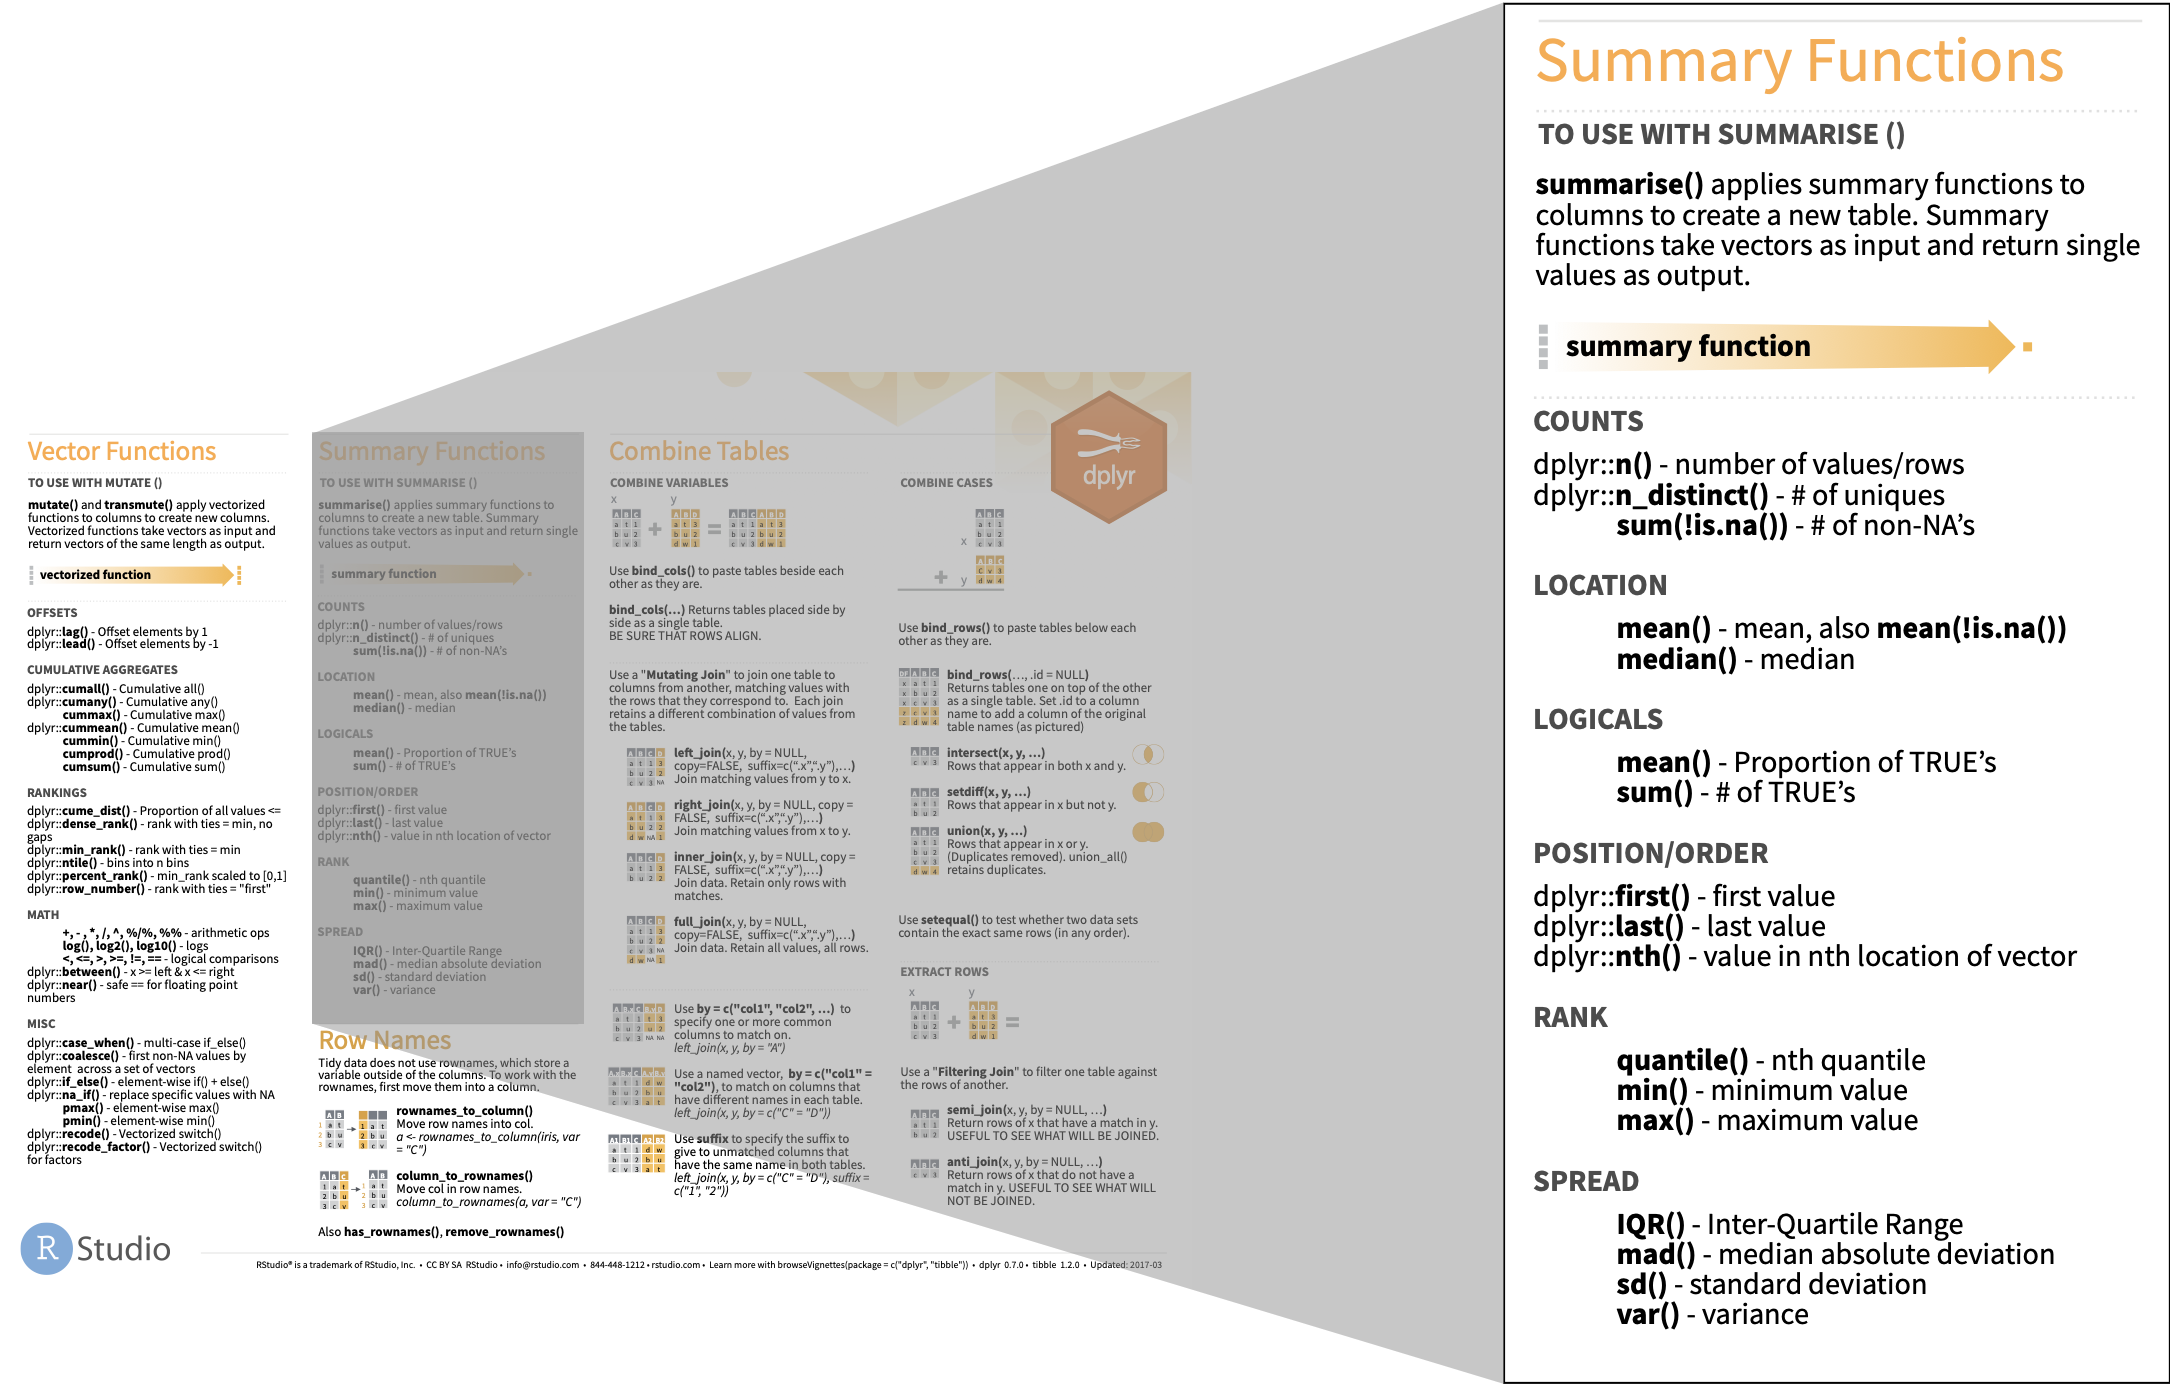 Vector Functions
TO USE WITH MUTATE ()
mutate() and transmute() apply vectorized
functions to columns to create new columns.
Vectorized functions take vectors as input and
return vectors of the same length as output.
vectorized function
OFFSETS
dplyr::lag() - Offset elements by 1
dplyr::lead() - Offset elements by -1
CUMULATIVE AGGREGATES
dplyr::cumall() - Cumulative all()
dplyr::cumany() - Cumulative any()
cummax() - Cumulative max()
dplyr::cummean() - Cumulative mean()
cummin() - Cumulative min()
cumprod() - Cumulative prod()
cumsum() - Cumulative sum()
RANKINGS
dplyr::cume_dist() - Proportion of all values <=
dplyr::dense_rank() - rank with ties = min, no
gaps
dplyr::min_rank() - rank with ties = min
dplyr::ntile() - bins into n bins
dplyr::percent_rank() - min_rank scaled to [0,1]
dplyr::row_number() - rank with ties = "first"
MATH
+, - , *, /, ^, %/%, %% - arithmetic ops
log(), log2(), log10() - logs
<, <=, >, >=, !=, == - logical comparisons
dplyr::between() - x >= left & x <= right
dplyr::near() - safe == for floating point
numbers
MISC
dplyr::case_when() - multi-case if_else()
dplyr::coalesce() - first non-NA values by
element across a set of vectors
dplyr::if_else() - element-wise if() + else()
dplyr::na_if() - replace specific values with NA
pmax() - element-wise max()
pmin() - element-wise min()
dplyr::recode() - Vectorized switch()
dplyr::recode_factor() - Vectorized switch()
for factors
Summary Functions
TO USE WITH SUMMARISE ()
summarise() applies summary functions to
columns to create a new table. Summary
functions take vectors as input and return single
values as output.
summary function
COUNTS
dplyr::n() - number of values/rows
dplyr::n_distinct() - # of uniques
sum(!is.na()) - # of non-NA's
LOCATION
mean() - mean, also mean(!is.na())
median() - median
LOGICALS
mean() - Proportion of TRUE's
sum() - # of TRUE's
POSITION/ORDER
dplyr::first() - first value
dplyr::last() - last value
dplyr::nth() - value in nth location of vector
RANK
quantile() - nth quantile
min() - minimum value
max() - maximum value
SPREAD
IQR() - Inter-Quartile Range
mad() - median absolute deviation
sd() - standard deviation
var() - variance
Row Names
Tidy data does not use rownames, which store a
variable outside of the columns. To work with the
rownames, first move them into a column.
rownames_to_column()
Move row names into col.
a <- rownames_to_column(iris, var
= "C")
column_to_rownames()
Move col in row names.
column_to_rownames(a, var = "C")
Also has_rownames(), remove_rownames()
Combine Tables
COMBINE VARIABLES
x y
Use bind_cols() to paste tables beside each
other as they are.
bind_cols(…) Returns tables placed side by
side as a single table.
BE SURE THAT ROWS ALIGN.
Use a "Mutating Join" to join one table to
columns from another, matching values with
the rows that they correspond to. Each join
retains a different combination of values from
the tables.
left_join(x, y, by = NULL,
copy=FALSE, suffix=c(“.x”,“.y”),…)
Join matching values from y to x.
right_join(x, y, by = NULL, copy =
FALSE, suffix=c(“.x”,“.y”),…)
Join matching values from x to y.
inner_join(x, y, by = NULL, copy =
FALSE, suffix=c(“.x”,“.y”),…)
Join data. Retain only rows with
matches.
full_join(x, y, by = NULL,
copy=FALSE, suffix=c(“.x”,“.y”),…)
Join data. Retain all values, all rows.
Use by = c("col1", "col2", …) to
specify one or more common
columns to match on.
left_join(x, y, by = "A")
Use a named vector, by = c("col1" =
"col2"), to match on columns that
have different names in each table.
left_join(x, y, by = c("C" = "D"))
Use suffix to specify the suffix to
give to unmatched columns that
have the same name in both tables.
left_join(x, y, by = c("C" = "D"), suffix =
c("1", "2"))
COMBINE CASES
x
y
Use bind_rows() to paste tables below each
other as they are.
bind_rows(…, .id = NULL)
Returns tables one on top of the other
as a single table. Set .id to a column
name to add a column of the original
table names (as pictured)
intersect(x, y, …)
Rows that appear in both x and y.
setdiff(x, y, …)
Rows that appear in x but not y.
union(x, y, …)
Rows that appear in x or y.
(Duplicates removed). union_all()
retains duplicates.
Use setequal() to test whether two data sets
contain the exact same rows (in any order).
EXTRACT ROWS
x y
Use a "Filtering Join" to filter one table against
the rows of another.
semi_join(x, y, by = NULL, …)
Return rows of x that have a match in y.
USEFUL TO SEE WHAT WILL BE JOINED.
anti_join(x, y, by = NULL, …)
Return rows of x that do not have a
match in y. USEFUL TO SEE WHAT WILL
NOT BE JOINED.
dplyr
R Studio
RStudio® is a trademark of RStudio, Inc. • CC BY SA RStudio • info@rstudio.com • 844-448-1212 • rstudio.com • Learn more with browseVignettes(package = c("dplyr", "tibble")) • dplyr 0.7.0 • tibble 1.2.0 • Updated: 2017-03
Summary Functions
TO USE WITH SUMMARISE ()
summarise() applies summary functions to
columns to create a new table. Summary
functions take vectors as input and return single
values as output.
summary function
COUNTS
dplyr::n() - number of values/rows
dplyr::n_distinct() - # of uniques
sum(!is.na()) - # of non-NA’s
LOCATION
mean() - mean, also mean(!is.na())
median() - median
LOGICALS
mean() - Proportion of TRUE’s
sum() - # of TRUE’s
POSITION/ORDER
dplyr::first() - first value
dplyr::last() - last value
dplyr::nth() - value in nth location of vector
RANK
quantile() - nth quantile
min() - minimum value
max() - maximum value
SPREAD
IQR() - Inter-Quartile Range
mad() - median absolute deviation
sd() - standard deviation
var() - variance